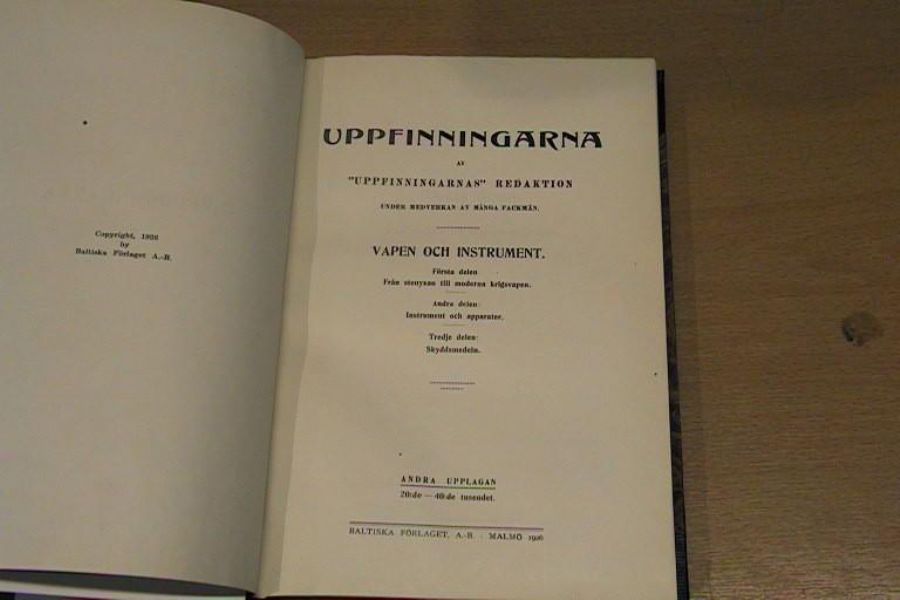 Copyright, 1926
by
Baltiska Förlaget A.-B.
UPPFINNINGARNA
AV
"UPPFINNINGARNAS" REDAKTION
UNDER MEDVERKAN AV MÅNGA FACKMÄN.
VAPEN OCH INSTRUMENT.
Första delen
Från stenyxan till moderna krigsvapen.
Andra delen:
Instrument och apparater.
Tredje delen:
Skyddsmedeln.
ANDRA UPPLAGAN
20:de — 40:de tusendet.
BALTISKA FÖRLAGET, A.-B. - MALMÖ 1926